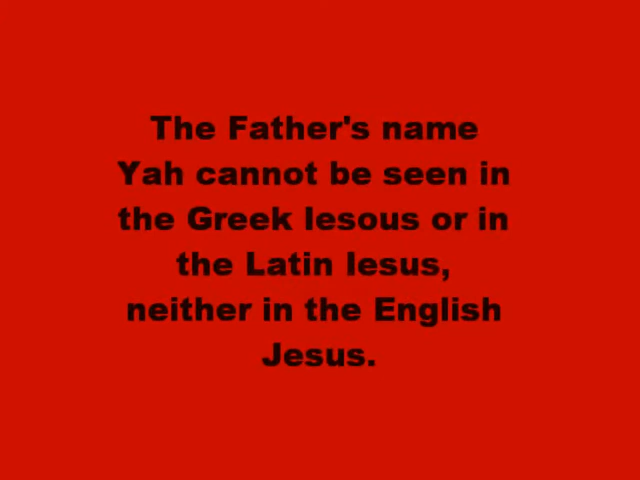 The Father's name
Yah cannot be seen in
the Greek Iesous or in
the Latin Iesus,
neither in the English
Jesus.